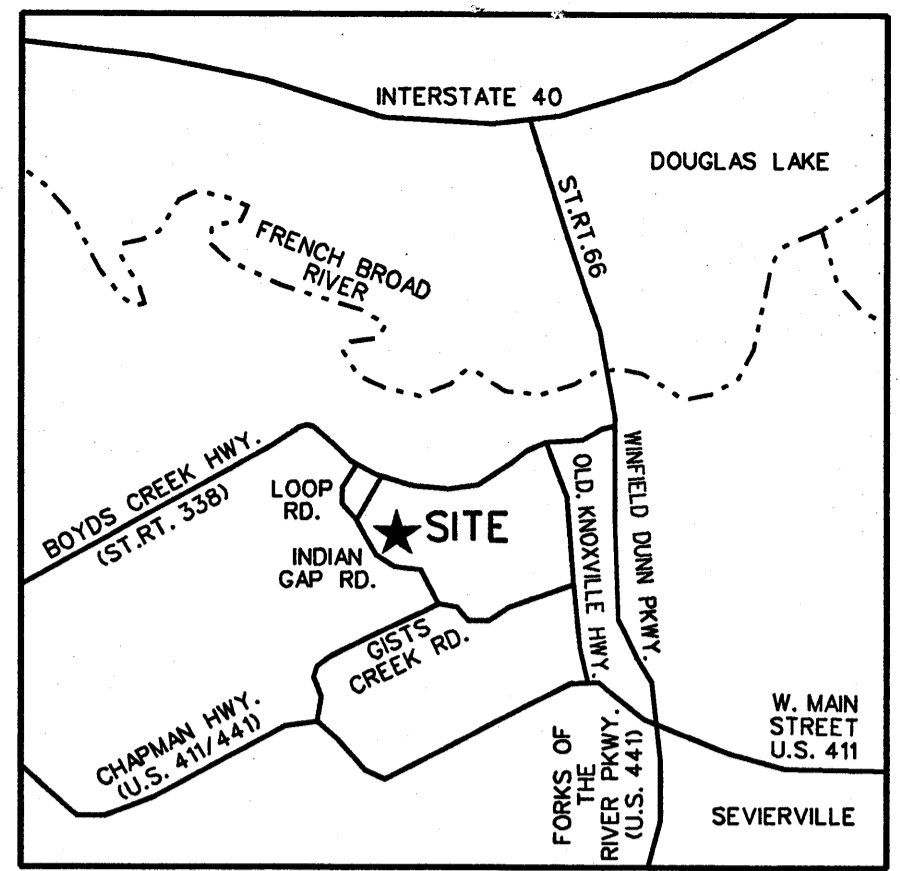 INTERSTATE 40
DOUGLAS LAKE
ST.RT.66
FRENCH BROAD
RIVER
BOYDS CREEK HWY.
(ST.RT. 338)
LOOP
RD.
SITE
INDIAN
GAP RD.
OLD. KNOXVILLE HWY.
WINFIELD DUNN PKWY.
GISTS
CREEK RD.
CHAPMAN HWY.
(U.S. 411/441)
W. MAIN
STREET
U.S. 411
FORKS OF
THE
RIVER PKWY.
(U.S. 441)
SEVIERVILLE